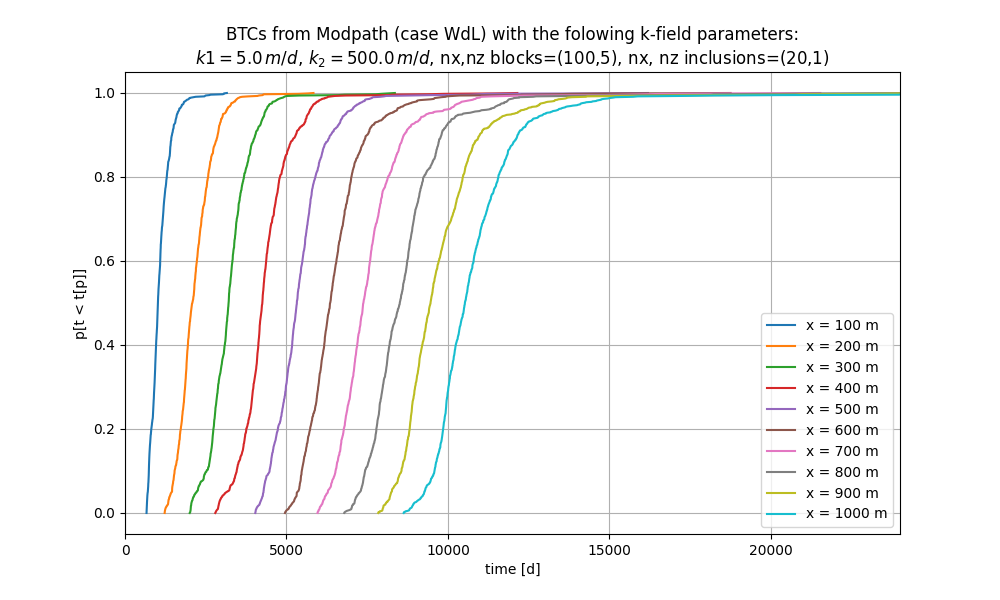 BTCs from Modpath (case WdL) with the folowing k-field parameters:
k1 = 5.0 m/d, k₂ = 500.0 m/d, nx,nz blocks=(100,5), nx, nz inclusions=(20,1)
p[t < t[p]]
1.0
0.8
0.6
0.4
0.2
0.0
x = 100 m
x = 200 m
x = 300 m
x = 400 m
x = 500 m
x = 600 m
x = 700 m
x = 800 m
x = 900 m
x = 1000 m
0 5000 10000 15000 20000
time [d]